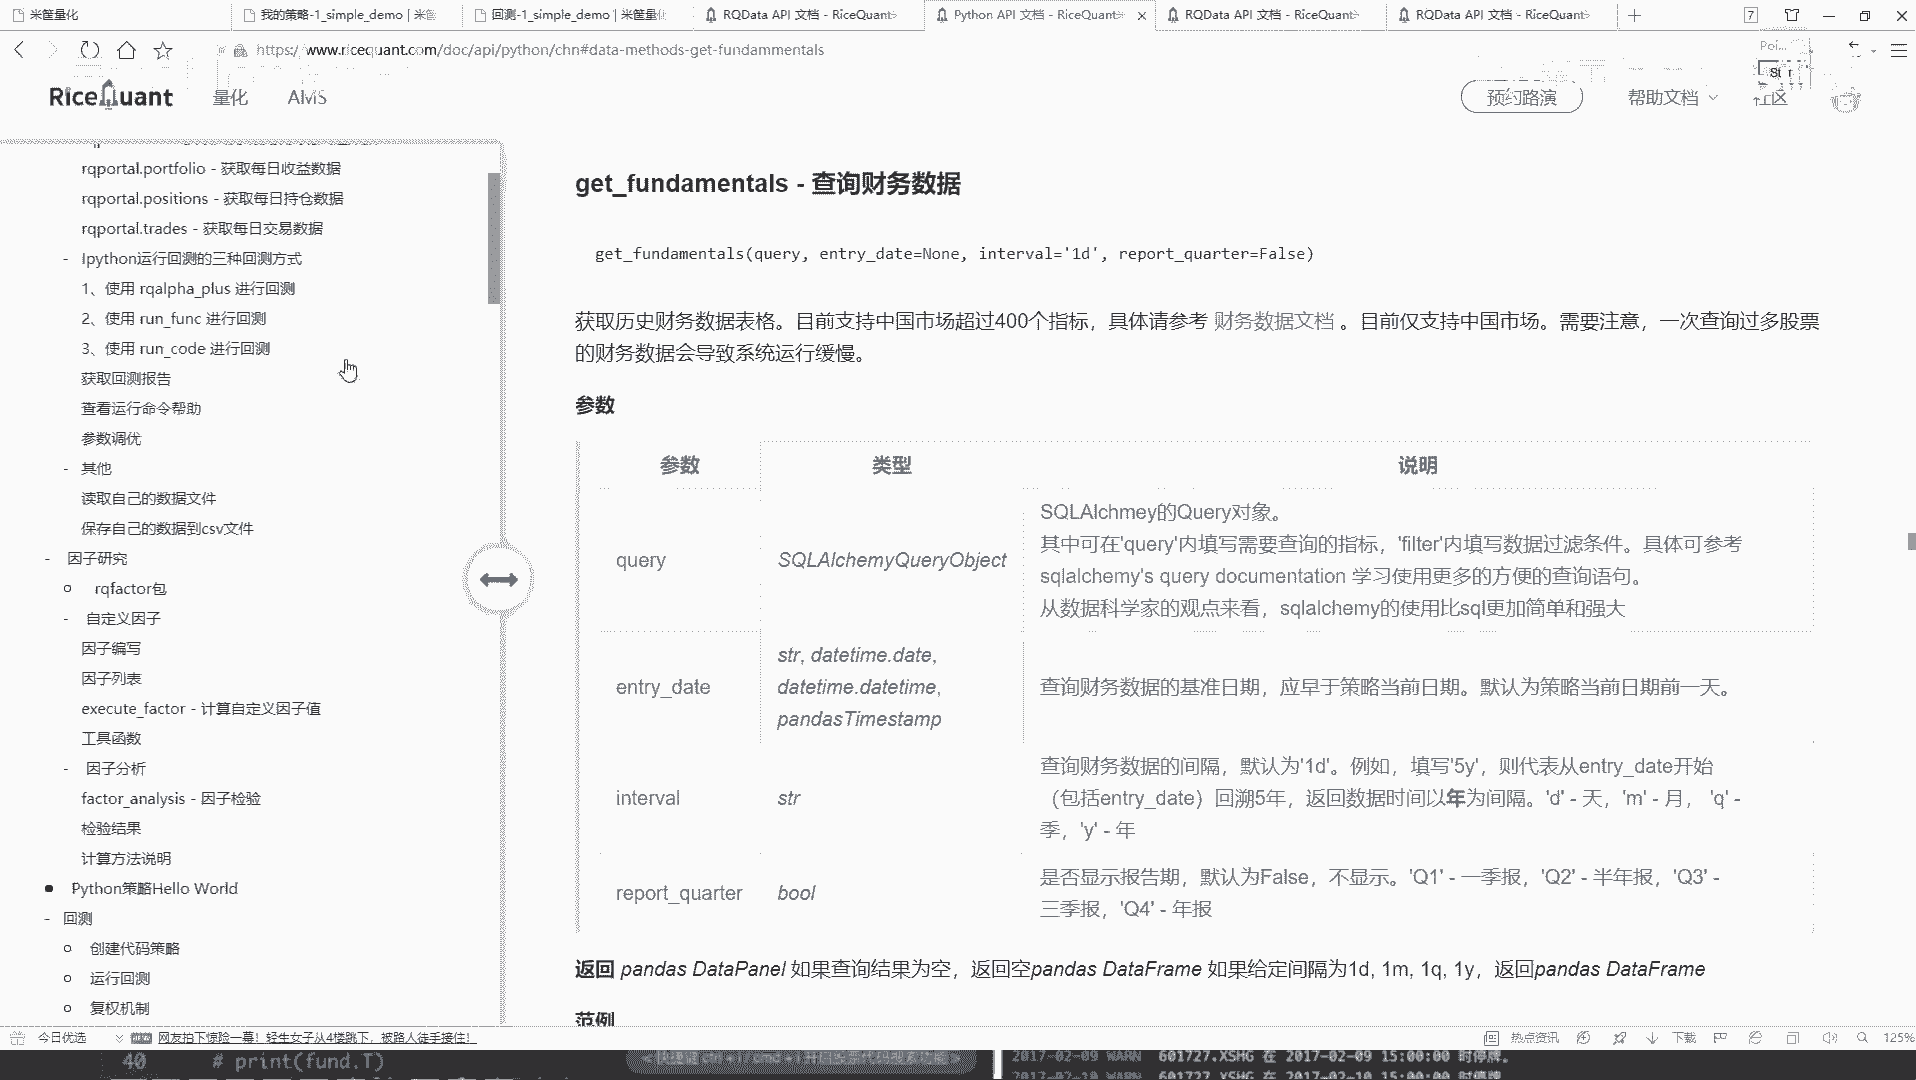 米筐量化
我的策略-1_simple_demo | 米筐
回测-1_simple_demo | 米筐量化
RQData API 文档 - RiceQuant
Python API 文档 - RiceQuant
RQData API 文档 - RiceQuant
RQData API 文档 - RiceQuant
7
https://www.ricequant.com/doc/api/python/chn#data-methods-get-fundammentals
RiceQuant
量化
AMS
预约路演
帮助文档
rqportal.portfolio - 获取每日收益数据
rqportal.positions - 获取每日持仓数据
rqportal.trades - 获取每日交易数据
- Ipython运行回测的三种回测方式
1、使用 rqalpha_plus 进行回测
2、使用 run_func 进行回测
3、使用 run_code 进行回测
获取回测报告
查看运行命令帮助
参数调优
- 其他
读取自己的数据文件
保存自己的数据到csv文件
- 因子研究
rqfactor包
- 自定义因子
因子编写
因子列表
execute_factor - 计算自定义因子值
工具函数
- 因子分析
factor_analysis - 因子检验
检验结果
计算方法说明
Python策略Hello World
- 回测
创建代码策略
运行回测
复权机制
get_fundamentals - 查询财务数据
get_fundamentals(query, entry_date=None, interval='1d', report_quarter=False)
获取历史财务数据表格。目前支持中国市场超过400个指标，具体请参考 财务数据文档 。目前仅支持中国市场。需要注意，一次查询过多股票
的财务数据会导致系统运行缓慢。
参数
参数 类型 说明
query SQLAlchemyQueryObject
SQLAlchmey的Query对象。
其中可在'query'内填写需要查询的指标，'filter'内填写数据过滤条件。具体可参考
sqlalchemy's query documentation 学习使用更多的方便的查询语句。
从数据科学家的观点来看，sqlalchemy的使用比sql更加简单和强大
entry_date
str, datetime.date,
datetime.datetime,
pandasTimestamp
查询财务数据的基准日期，应早于策略当前日期。默认为策略当前日期前一天。
interval str
查询财务数据的间隔，默认为'1d'。例如，填写'5y'，则代表从entry_date开始
（包括entry_date）回溯5年，返回数据时间以年为间隔。'd' - 天，'m' - 月， 'q' -
季，'y' - 年
report_quarter bool
是否显示报告期，默认为False，不显示。'Q1' - 一季报，'Q2' - 半年报，'Q3' -
三季报，'Q4' - 年报
返回 pandas DataPanel 如果查询结果为空，返回空pandas DataFrame 如果给定间隔为1d, 1m, 1q, 1y，返回pandas DataFrame
范例
今日优选
网友拍下惊险一幕！轻生女子从4楼跳下，被路人徒手接住！
热点资讯
下载
125%
40 # print(fund.T)
2017-02-09 WARN 601727.XSHG 在 2017-02-09 15:00:00 时停牌。
2017-02-10 WARN 601727.XSHG 在 2017-02-10 15:00:00 时停牌。